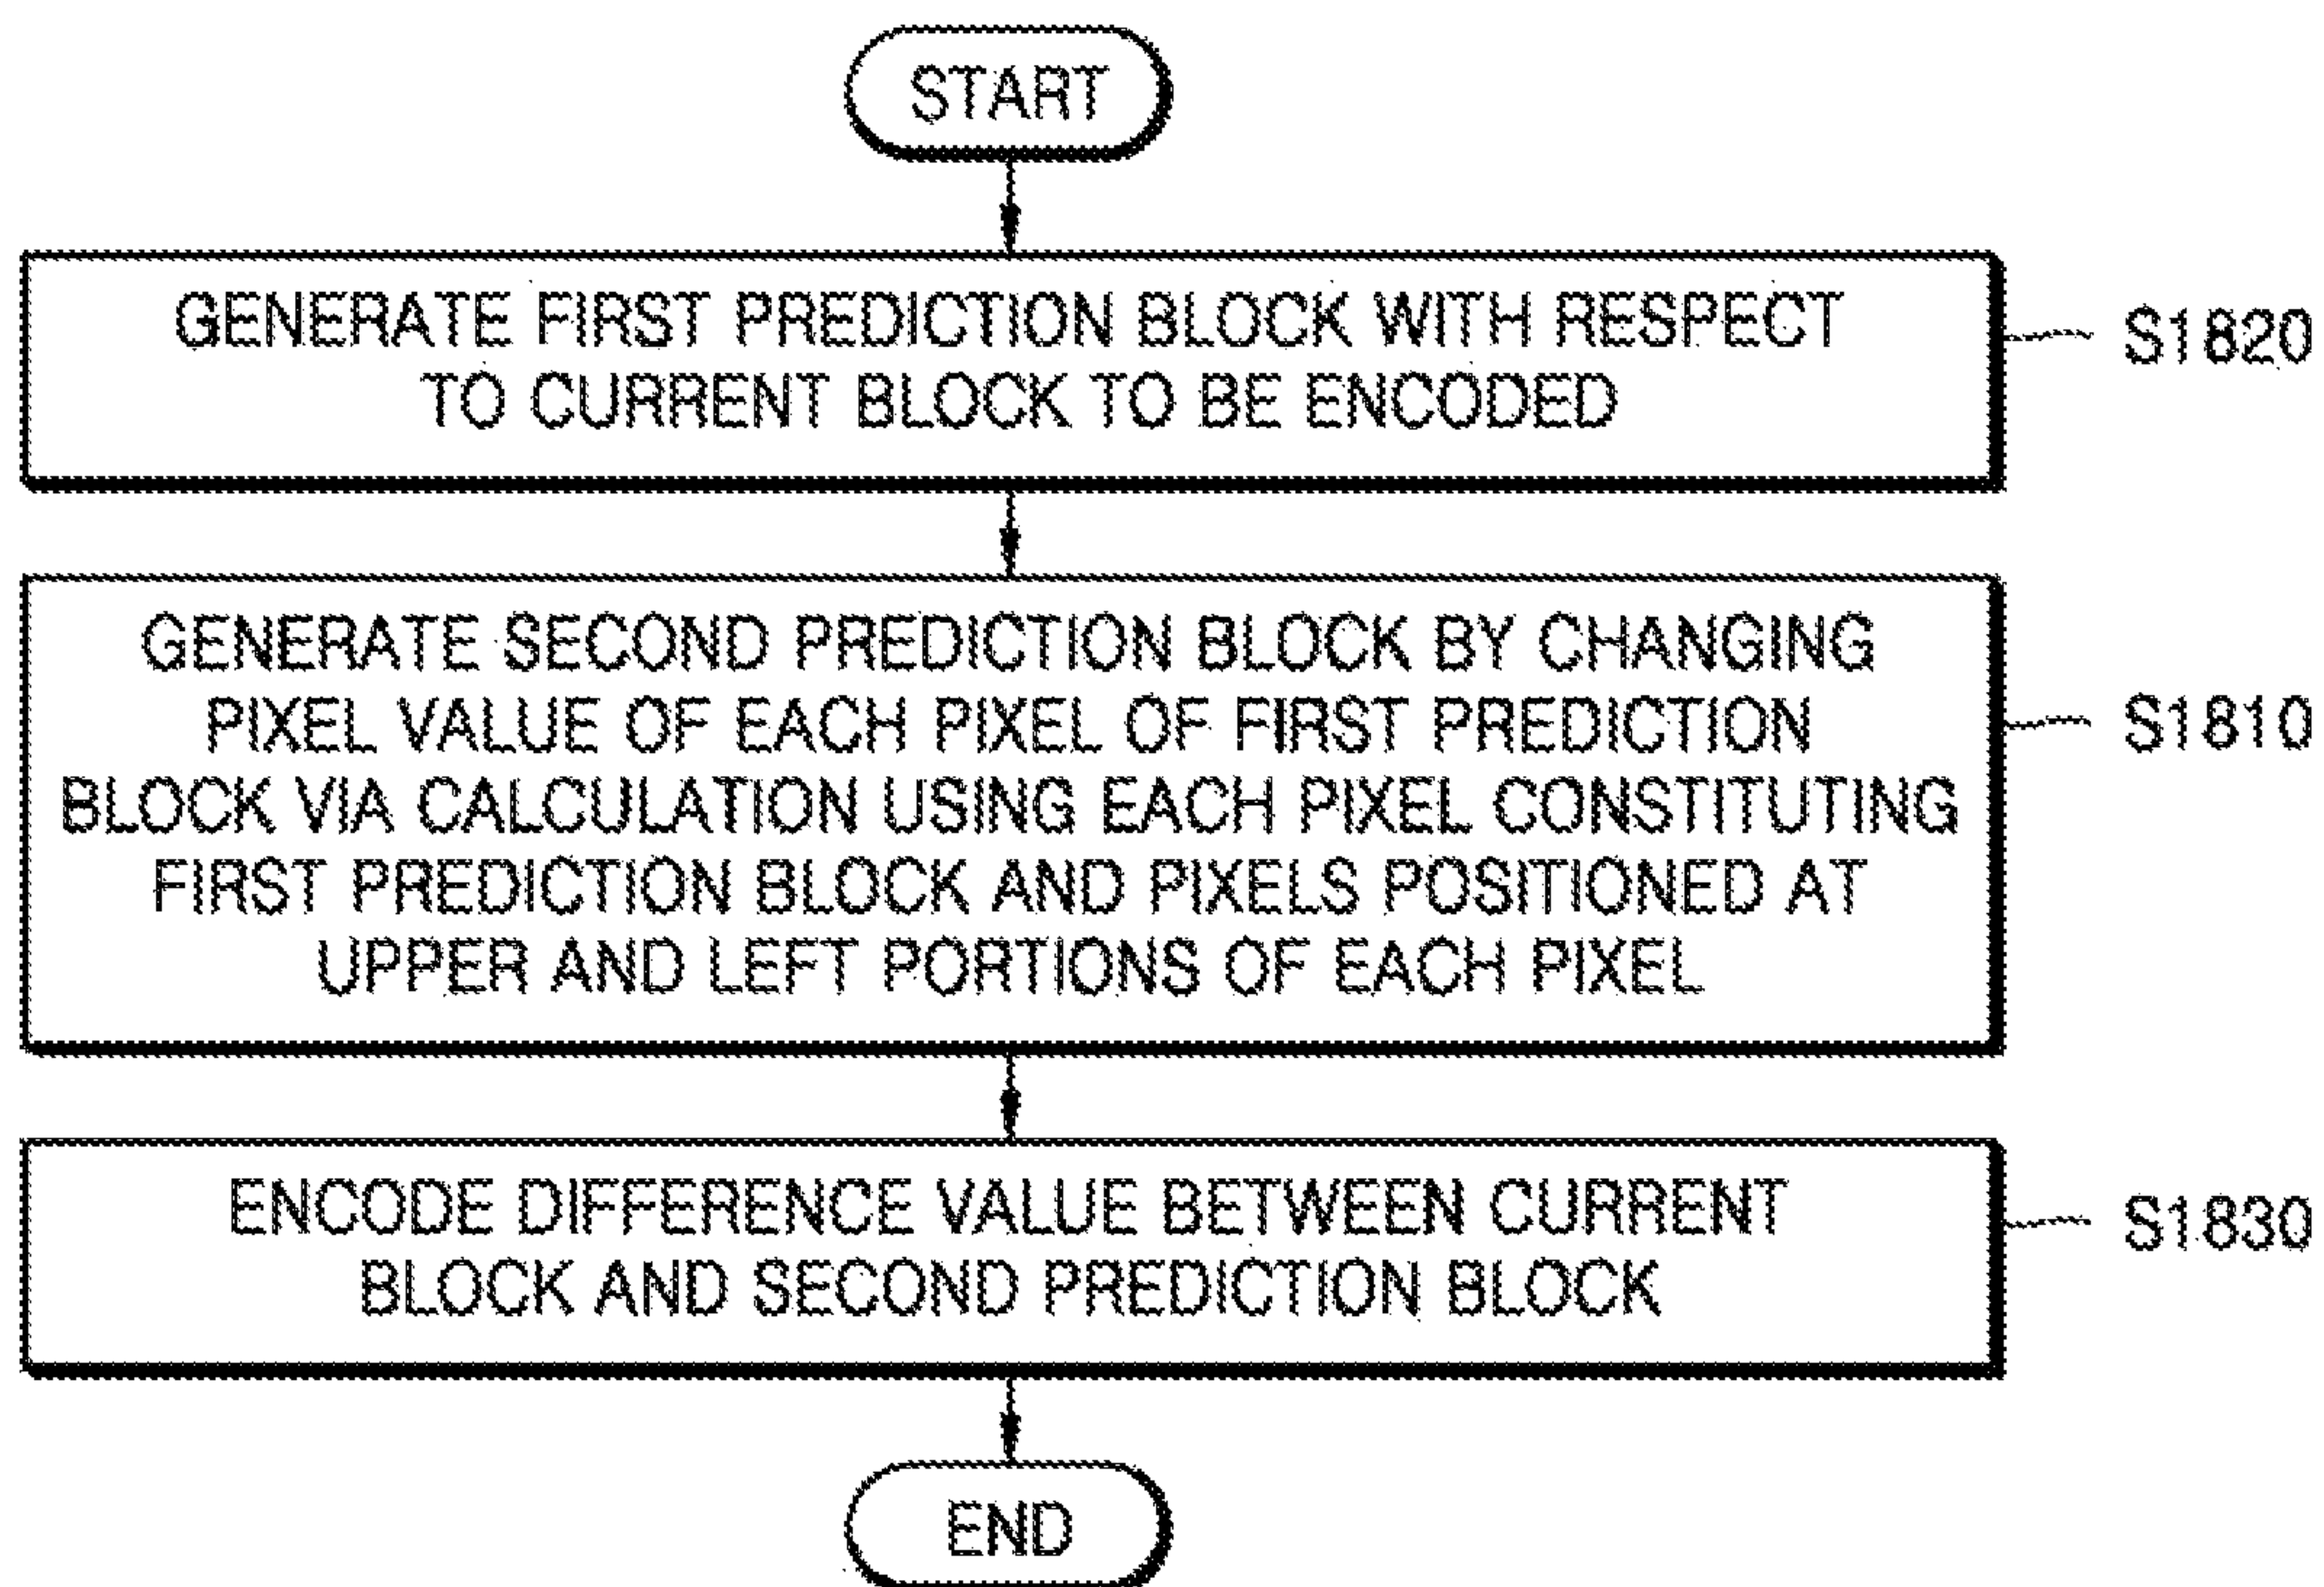 START
GENERATE FIRST PREDICTION BLOCK WITH RESPECT
TO CURRENT BLOCK TO BE ENCODED
S1820
GENERATE SECOND PREDICTION BLOCK BY CHANGING
PIXEL VALUE OF EACH PIXEL OF FIRST PREDICTION
BLOCK VIA CALCULATION USING EACH PIXEL CONSTITUTING
FIRST PREDICTION BLOCK AND PIXELS POSITIONED AT
UPPER AND LEFT PORTIONS OF EACH PIXEL
S1810
ENCODE DIFFERENCE VALUE BETWEEN CURRENT
BLOCK AND SECOND PREDICTION BLOCK
S1830
END